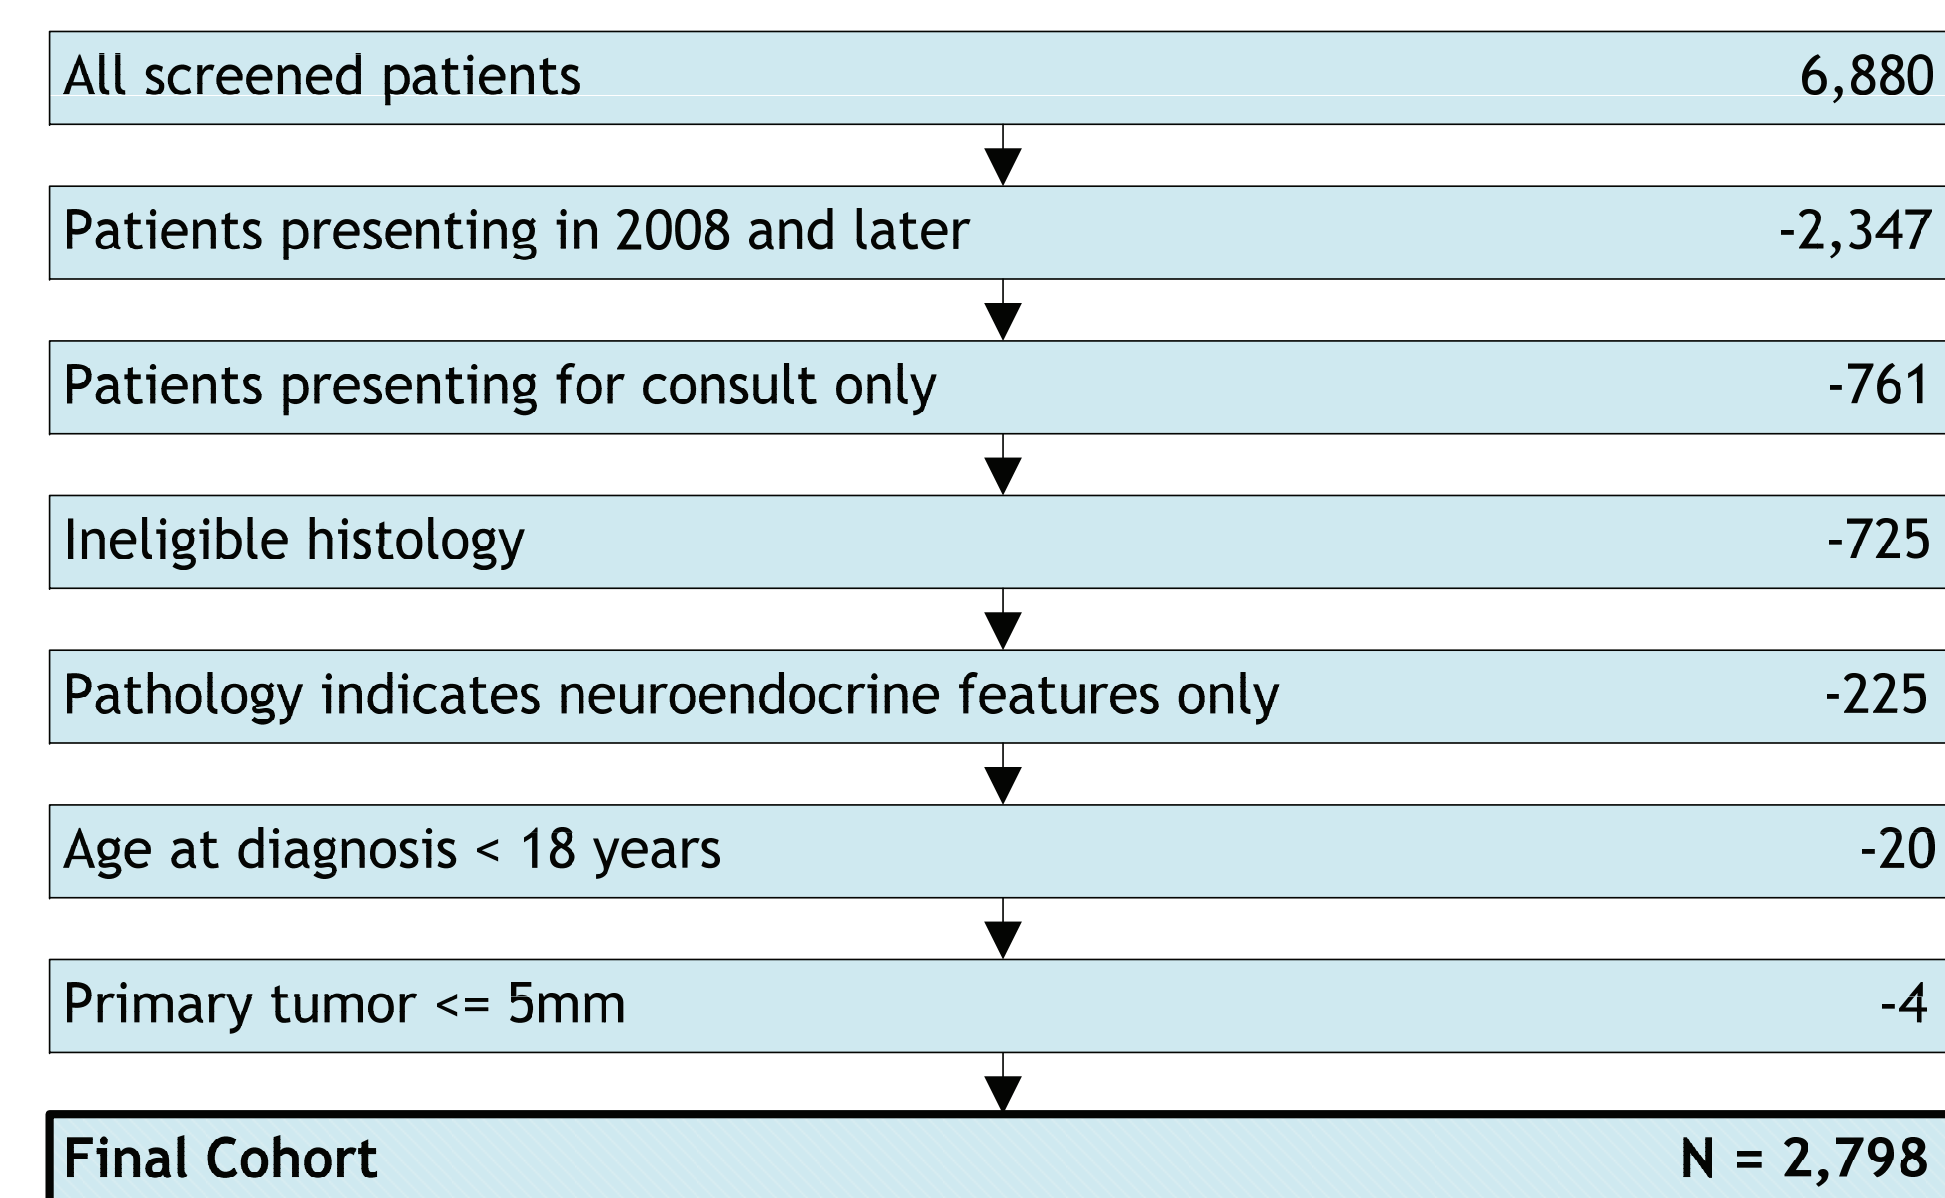 All screened patients 6,880
Patients presenting in 2008 and later -2,347
Patients presenting for consult only -761
Ineligible histology -725
Pathology indicates neuroendocrine features only -225
Age at diagnosis < 18 years -20
Primary tumor <= 5mm -4
Final Cohort N = 2,798